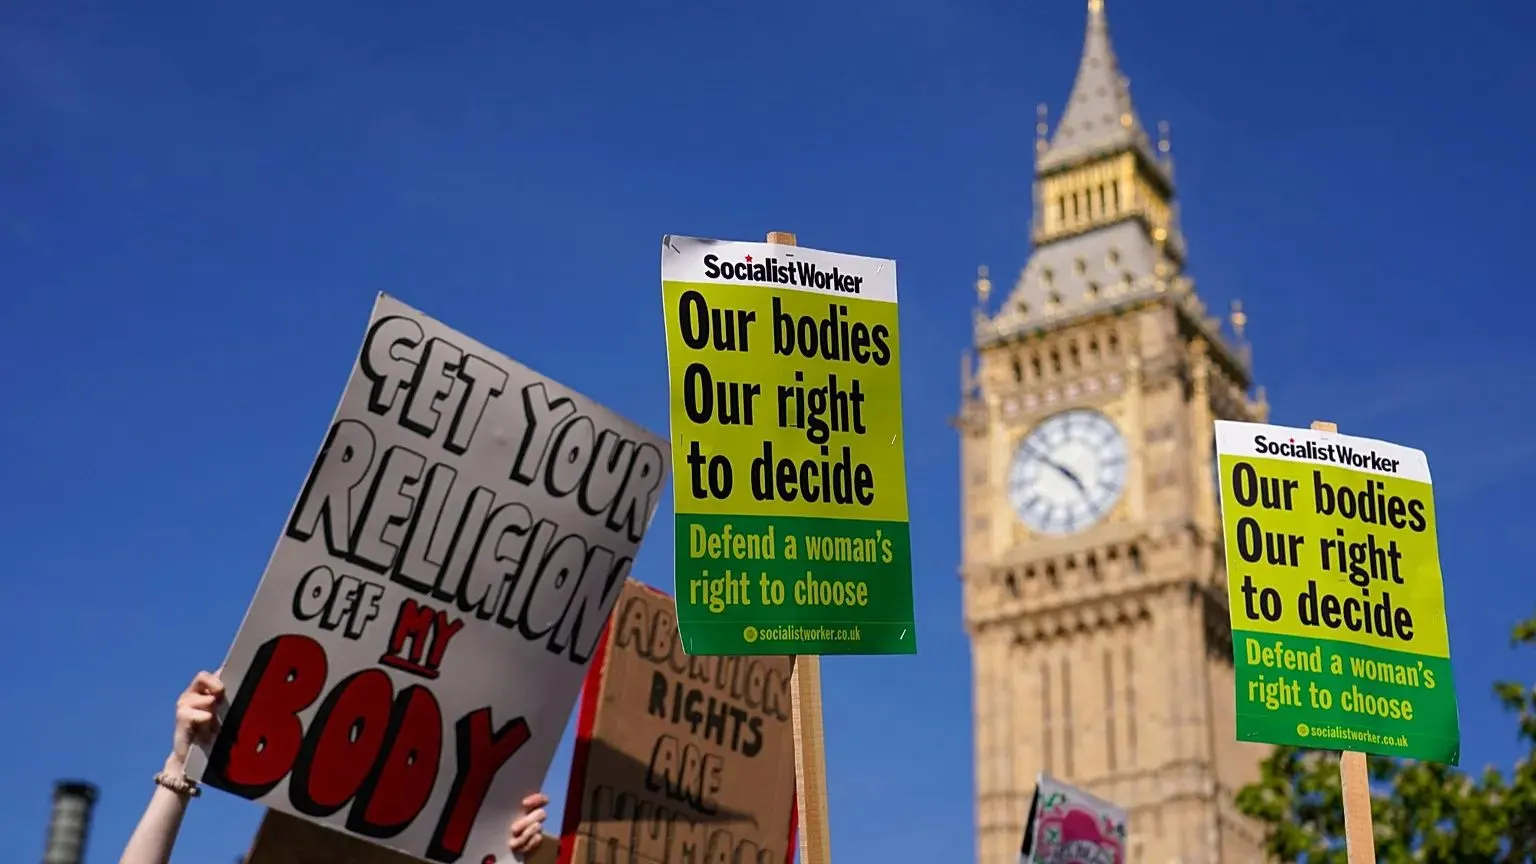 GET YOUR
RELIGION
OFF MY
BODY
ABORTION
RIGHTS
ARE
HUMAN
SocialistWorker
Our bodies
Our right
to decide
Defend a woman's
right to choose
socialistworker.co.uk
SocialistWorker
Our bodies
Our right
to decide
Defend a woman's
right to choose
socialistworker.co.uk